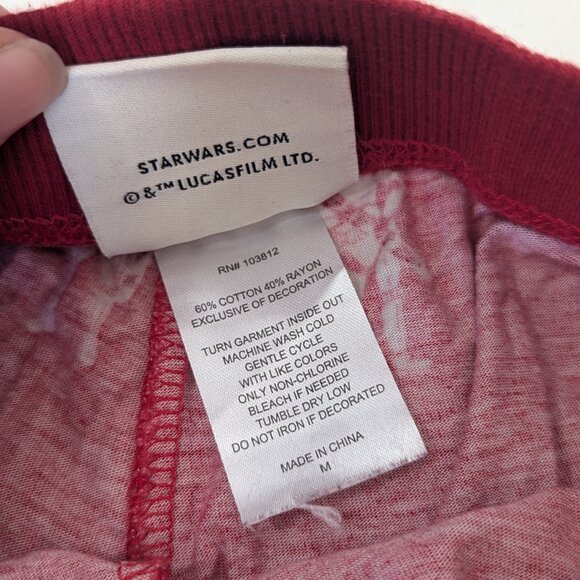 STARWARS.COM
©&™ LUCASFILM LTD.
RN# 103812
60% COTTON 40% RAYON
EXCLUSIVE OF DECORATION
TURN GARMENT INSIDE OUT
MACHINE WASH COLD
GENTLE CYCLE
WITH LIKE COLORS
ONLY NON-CHLORINE
BLEACH IF NEEDED
TUMBLE DRY LOW
DO NOT IRON IF DECORATED
MADE IN CHINA
M